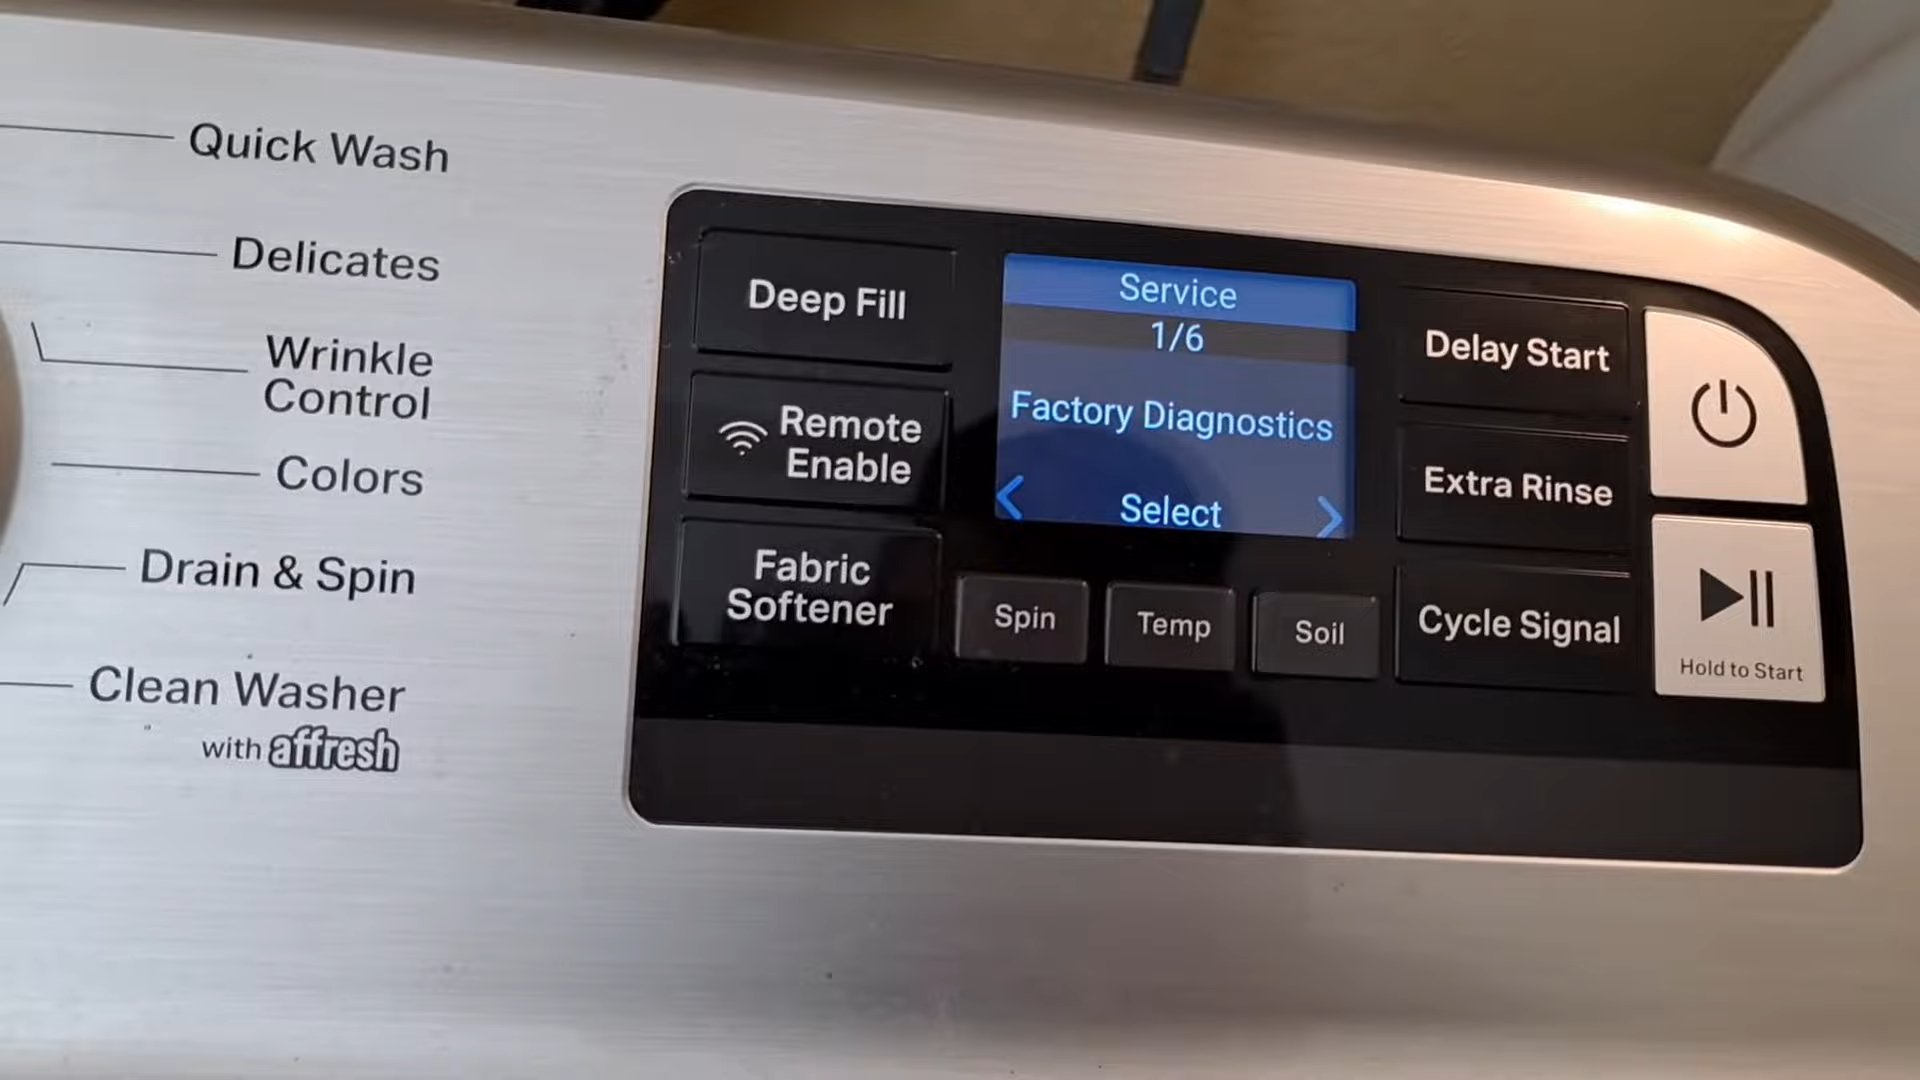 Quick Wash
Delicates
Wrinkle
Control
Colors
Drain & Spin
Clean Washer
with affresh
Deep Fill
Remote
Enable
Fabric
Softener
Service
1/6
Factory Diagnostics
< Select >
Spin
Temp
Soil
Delay Start
Extra Rinse
Cycle Signal
Hold to Start